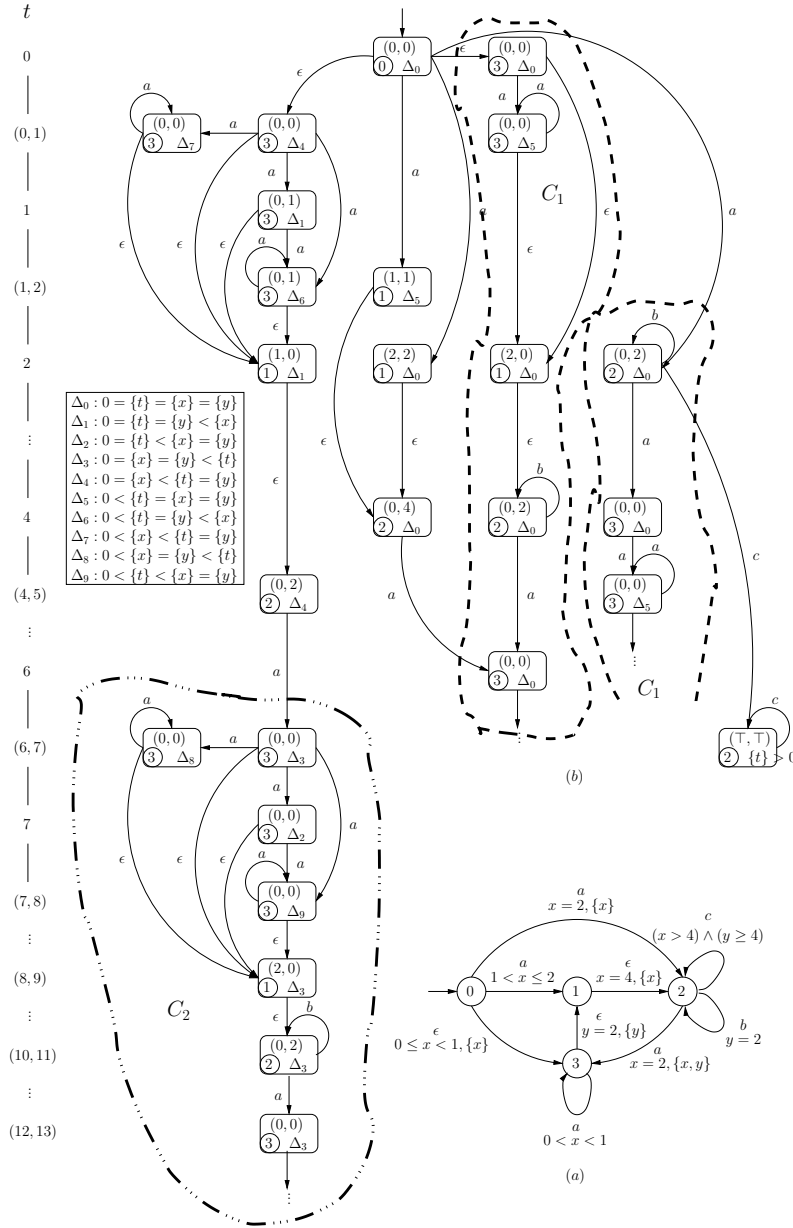 t
0
(0, 0)
0 Δ0
ϵ
(0, 0)
3 Δ0
ϵ
a
a
(0, 1)
a
(0, 0)
3 Δ7
a
(0, 0)
3 Δ4
(0, 0)
3 Δ5
a
a
a
C1
1
(0, 1)
3 Δ1
a
a
ϵ
a
ϵ
ϵ
ϵ
a
a
ϵ
(1, 2)
(0, 1)
3 Δ6
(1, 1)
1 Δ5
ϵ
b
2
(1, 0)
1 Δ1
(2, 2)
1 Δ0
(2, 0)
1 Δ0
(0, 2)
2 Δ0
Δ0 : 0 = {t} = {x} = {y}
Δ1 : 0 = {t} = {y} < {x}
Δ2 : 0 = {t} < {x} = {y}
Δ3 : 0 = {x} = {y} < {t}
Δ4 : 0 = {x} < {t} = {y}
Δ5 : 0 < {t} = {x} = {y}
Δ6 : 0 < {t} = {y} < {x}
Δ7 : 0 < {x} < {t} = {y}
Δ8 : 0 < {x} = {y} < {t}
Δ9 : 0 < {t} < {x} = {y}
⋮
ϵ
ϵ
ϵ
ϵ
a
b
4
(0, 4)
2 Δ0
(0, 2)
2 Δ0
(0, 0)
3 Δ0
a
a
c
(4, 5)
(0, 2)
2 Δ4
a
a
(0, 0)
3 Δ5
⋮
⋮
6
a
(0, 0)
3 Δ0
C1
⋮
c
(6, 7)
a
(0, 0)
3 Δ8
a
(0, 0)
3 Δ3
(⊤, ⊤)
2 {t} > 0
(b)
a
7
(0, 0)
3 Δ2
a
ϵ
ϵ
ϵ
a
a
(7, 8)
(0, 0)
3 Δ9
⋮
ϵ
(8, 9)
(2, 0)
1 Δ3
C2
⋮
ϵ
b
(10, 11)
(0, 2)
2 Δ3
⋮
a
(12, 13)
(0, 0)
3 Δ3
⋮
a
x = 2, {x}
c
(x > 4) ∧ (y ≥ 4)
a
1 < x ≤ 2
ϵ
x = 4, {x}
0
1
2
ϵ
0 ≤ x < 1, {x}
ϵ
y = 2, {y}
b
y = 2
a
x = 2, {x, y}
3
a
0 < x < 1
(a)